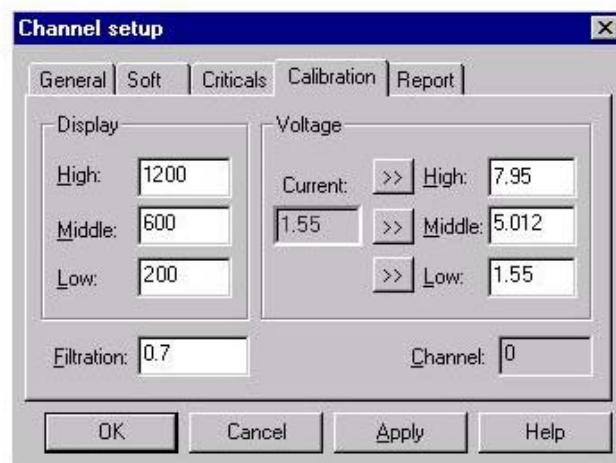 Channel setup
General Soft Criticals Calibration Report
Display
High: 1200
Middle: 600
Low: 200
Voltage
Current:
1.55
>> High: 7.95
>> Middle: 5.012
>> Low: 1.55
Filtration: 0.7
Channel: 0
OK Cancel Apply Help